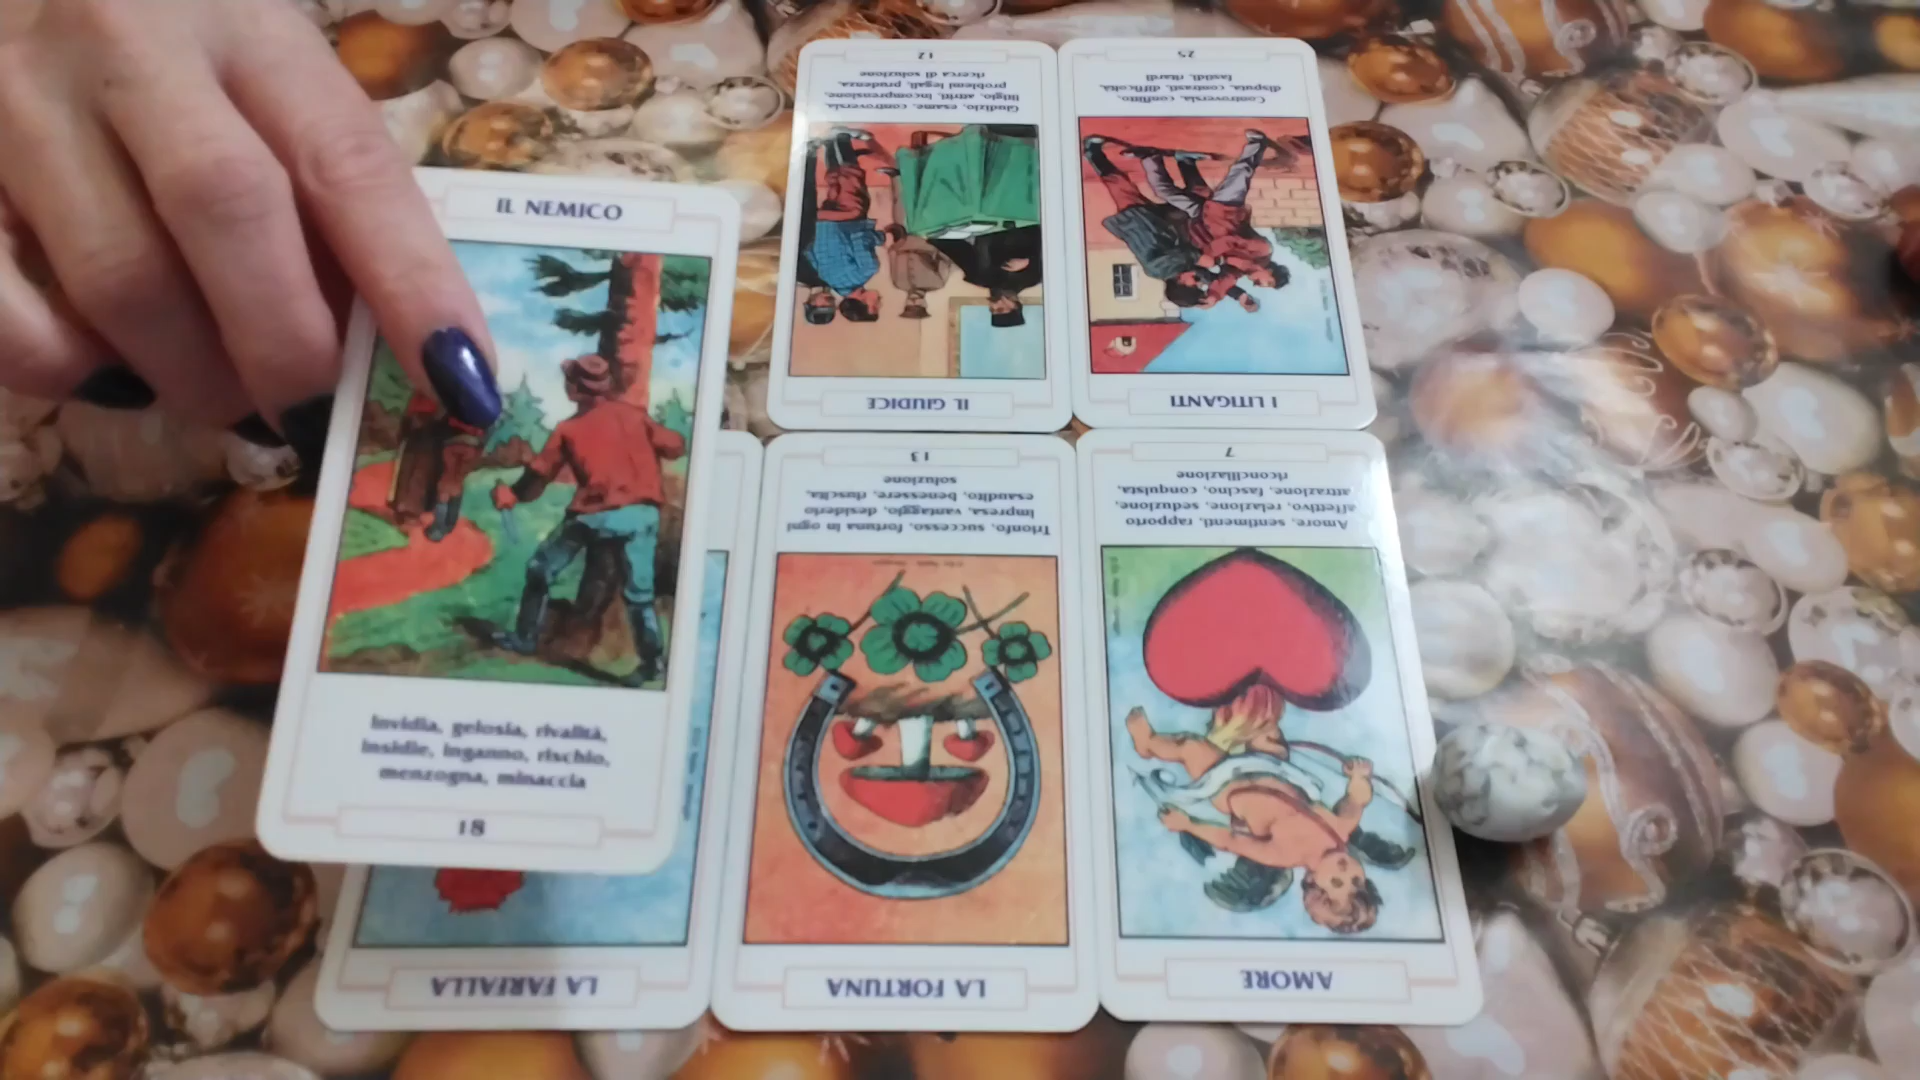 IL NEMICO
Invidia, gelosia, rivalità,
insidie, inganno, rischio,
menzogna, minaccia
18
12
Giudizio, esame, controversia,
litigio, attriti, incomprensione,
problemi legali, prudenza,
ricerca di soluzione
IL GIUDICE
25
Controversia, conflitto,
disputa, contrasti, difficoltà,
fastidi, ritardi
I LITIGANTI
LA FARFALLA
13
Trionfo, successo, fortuna in ogni
impresa, vantaggio, desiderio
esaudito, benessere, riuscita,
soluzione
LA FORTUNA
7
Amore, sentimenti, rapporto
affettivo, relazione, seduzione,
attrazione, fascino, conquista,
riconciliazione
AMORE